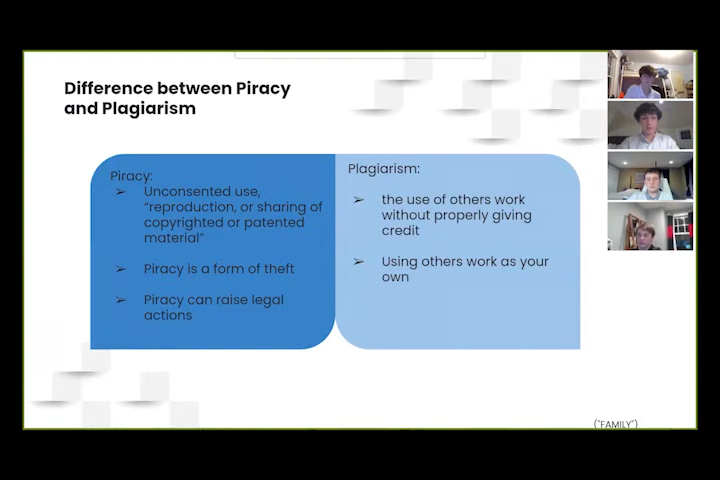 Difference between Piracy
and Plagiarism
Piracy:
➢ Unconsented use,
“reproduction, or sharing of
copyrighted or patented
material”
➢ Piracy is a form of theft
➢ Piracy can raise legal
actions
Plagiarism:
➢ the use of others work
without properly giving
credit
➢ Using others work as your
own
("FAMILY")